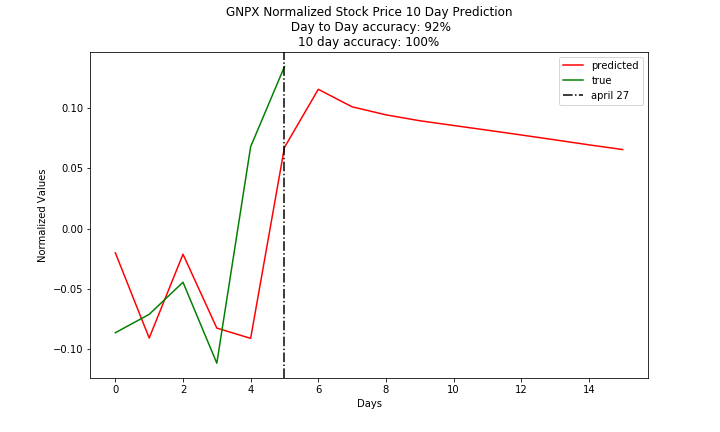 GNPX Normalized Stock Price 10 Day Prediction
Day to Day accuracy: 92%
10 day accuracy: 100%
predicted
true
april 27
Normalized Values
0.10
0.05
0.00
−0.05
−0.10
0 2 4 6 8 10 12 14
Days